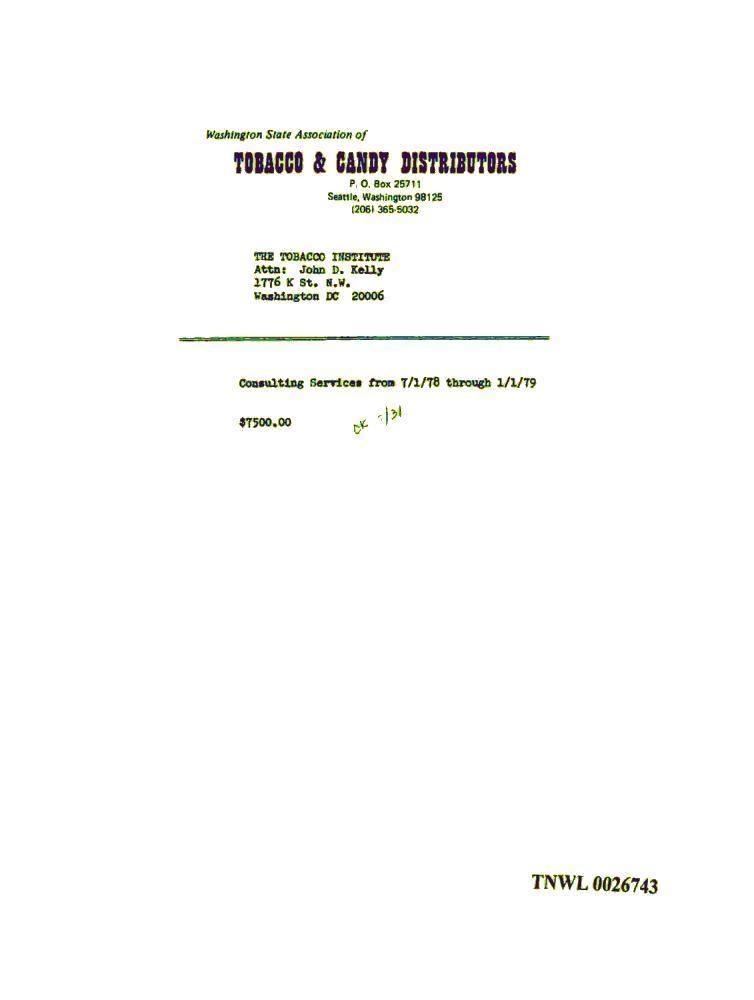 Washington State Association of
TOBACCO & CANDY DISTRIBUTORS
P. O. Box 25711
Seattle, Washington 98125
(206) 365-5032
THE TOBACCO INSTITUTE
Attn: John D. Kelly
1776 K St. N.W.
Washington DC 20006
Consulting Services from 7/1/78 through 1/1/79
$7500.00
TNWL 0026743